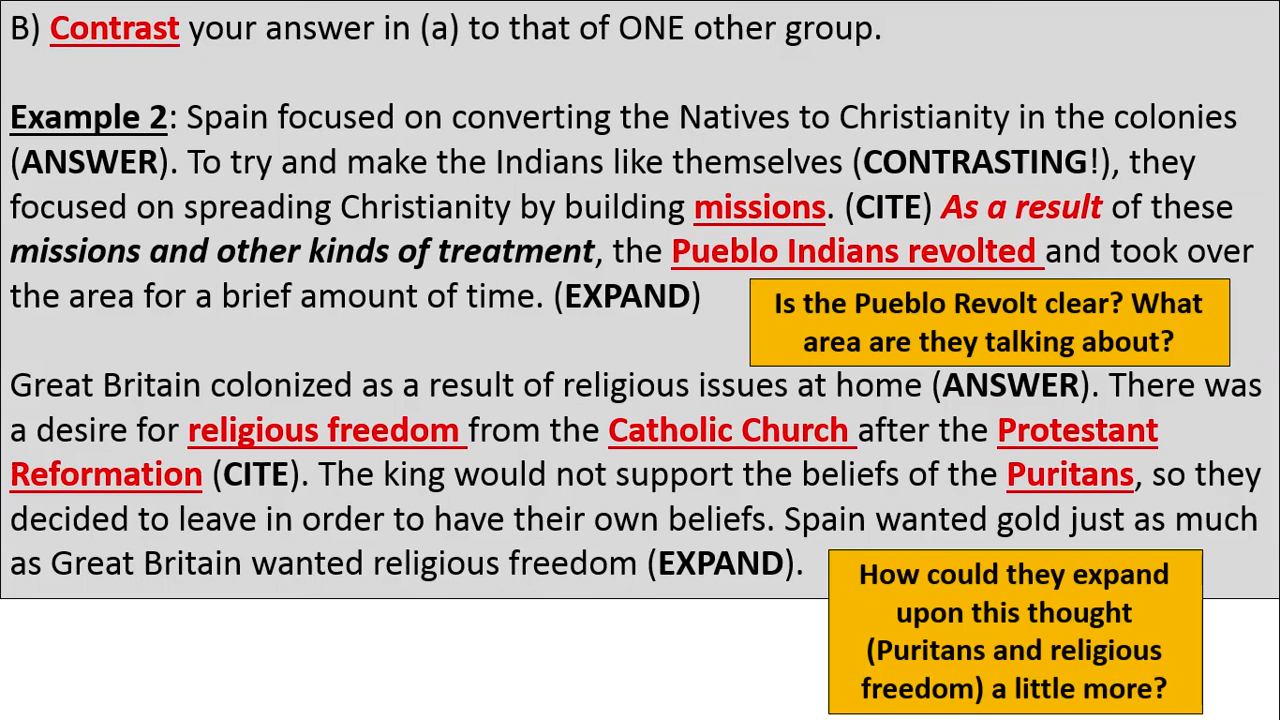 B) Contrast your answer in (a) to that of ONE other group.
Example 2: Spain focused on converting the Natives to Christianity in the colonies
(ANSWER). To try and make the Indians like themselves (CONTRASTING!), they
focused on spreading Christianity by building missions. (CITE) As a result of these
missions and other kinds of treatment, the Pueblo Indians revolted and took over
the area for a brief amount of time. (EXPAND)
Is the Pueblo Revolt clear? What
area are they talking about?
Great Britain colonized as a result of religious issues at home (ANSWER). There was
a desire for religious freedom from the Catholic Church after the Protestant
Reformation (CITE). The king would not support the beliefs of the Puritans, so they
decided to leave in order to have their own beliefs. Spain wanted gold just as much
as Great Britain wanted religious freedom (EXPAND).
How could they expand
upon this thought
(Puritans and religious
freedom) a little more?